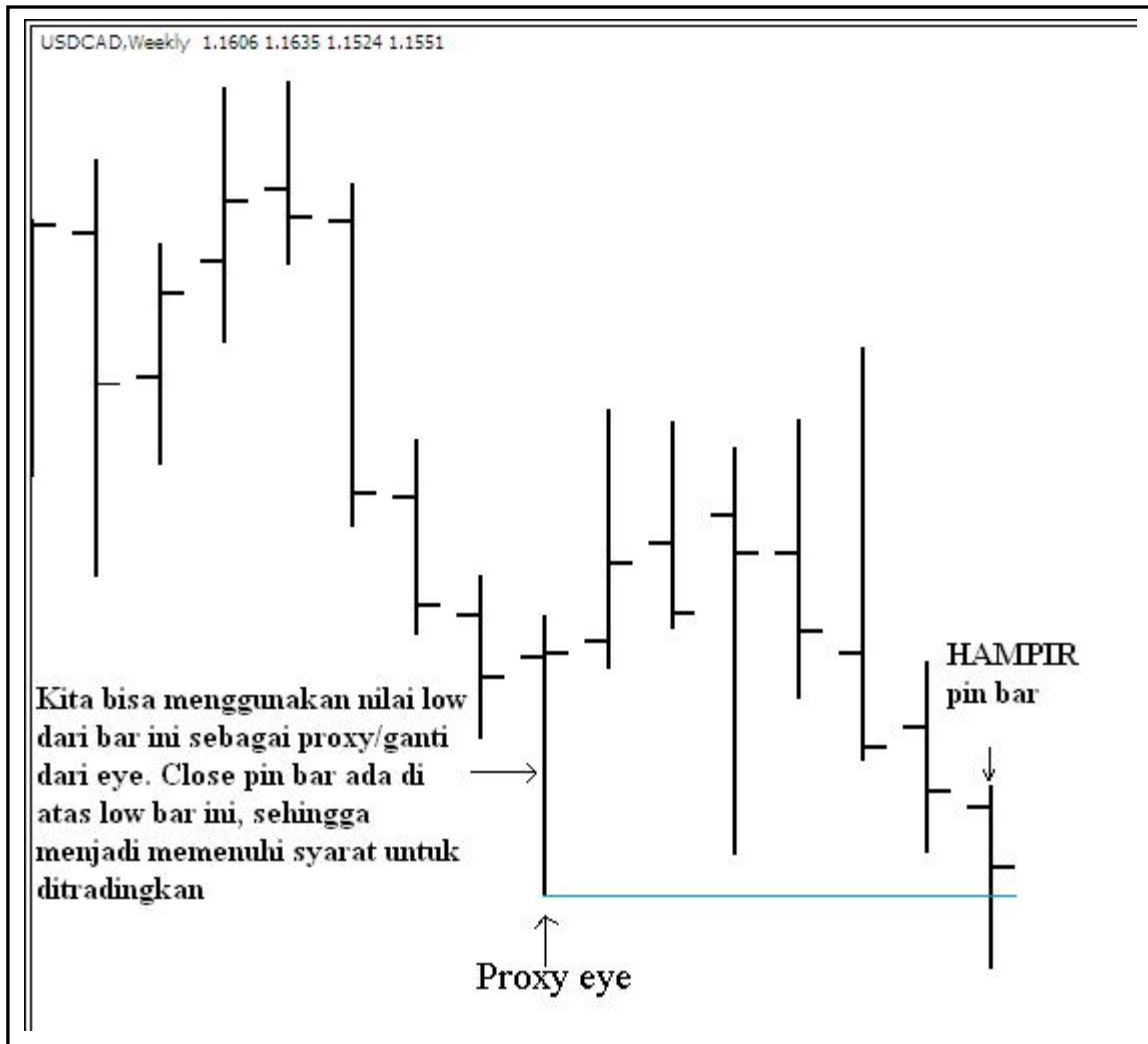 USDCAD,Weekly 1.1606 1.1635 1.1524 1.1551
HAMPIR
pin bar
Kita bisa menggunakan nilai low
dari bar ini sebagai proxy/ganti
dari eye. Close pin bar ada di
atas low bar ini, sehingga
menjadi memenuhi syarat untuk
ditradingkan
Proxy eye